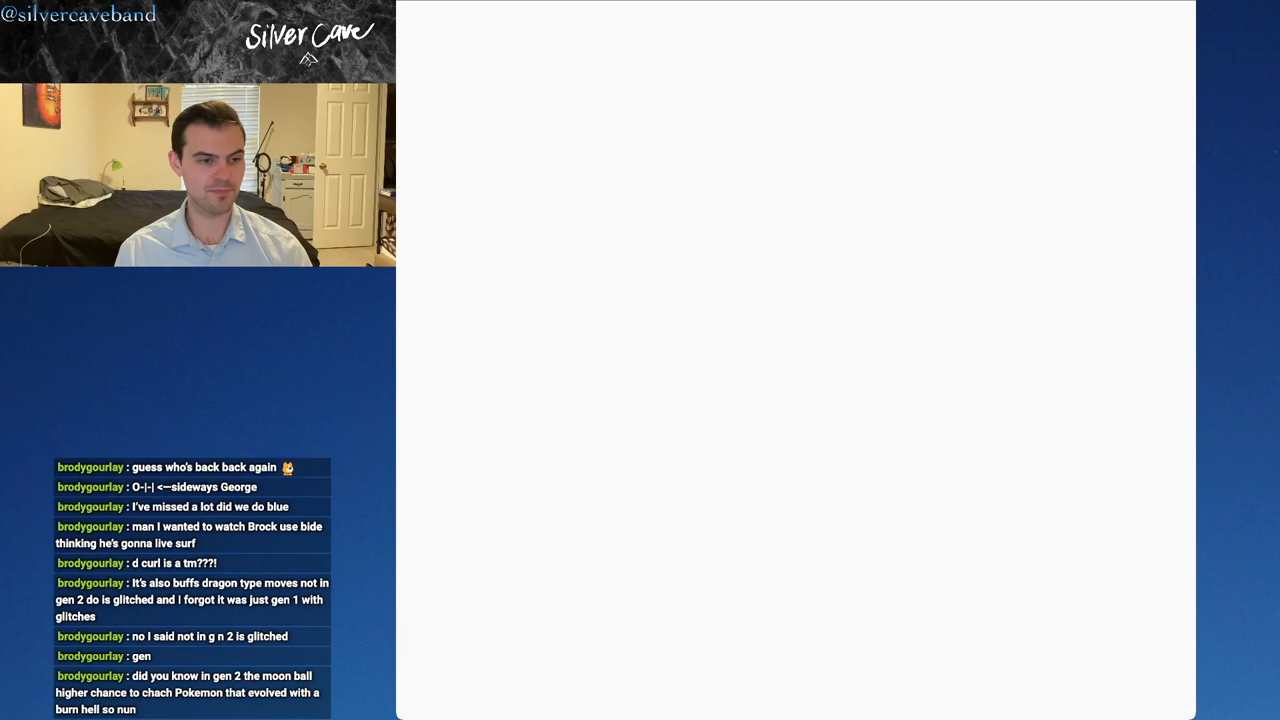 @silvercaveband
Silver Cave
brodygourlay : guess who's back back again
brodygourlay : O-|-| <—sideways George
brodygourlay : I've missed a lot did we do blue
brodygourlay : man I wanted to watch Brock use bide
thinking he's gonna live surf
brodygourlay : d curl is a tm???!
brodygourlay : It's also buffs dragon type moves not in
gen 2 do is glitched and I forgot it was just gen 1 with
glitches
brodygourlay : no I said not in g n 2 is glitched
brodygourlay : gen
brodygourlay : did you know in gen 2 the moon ball
higher chance to chach Pokemon that evolved with a
burn hell so nun